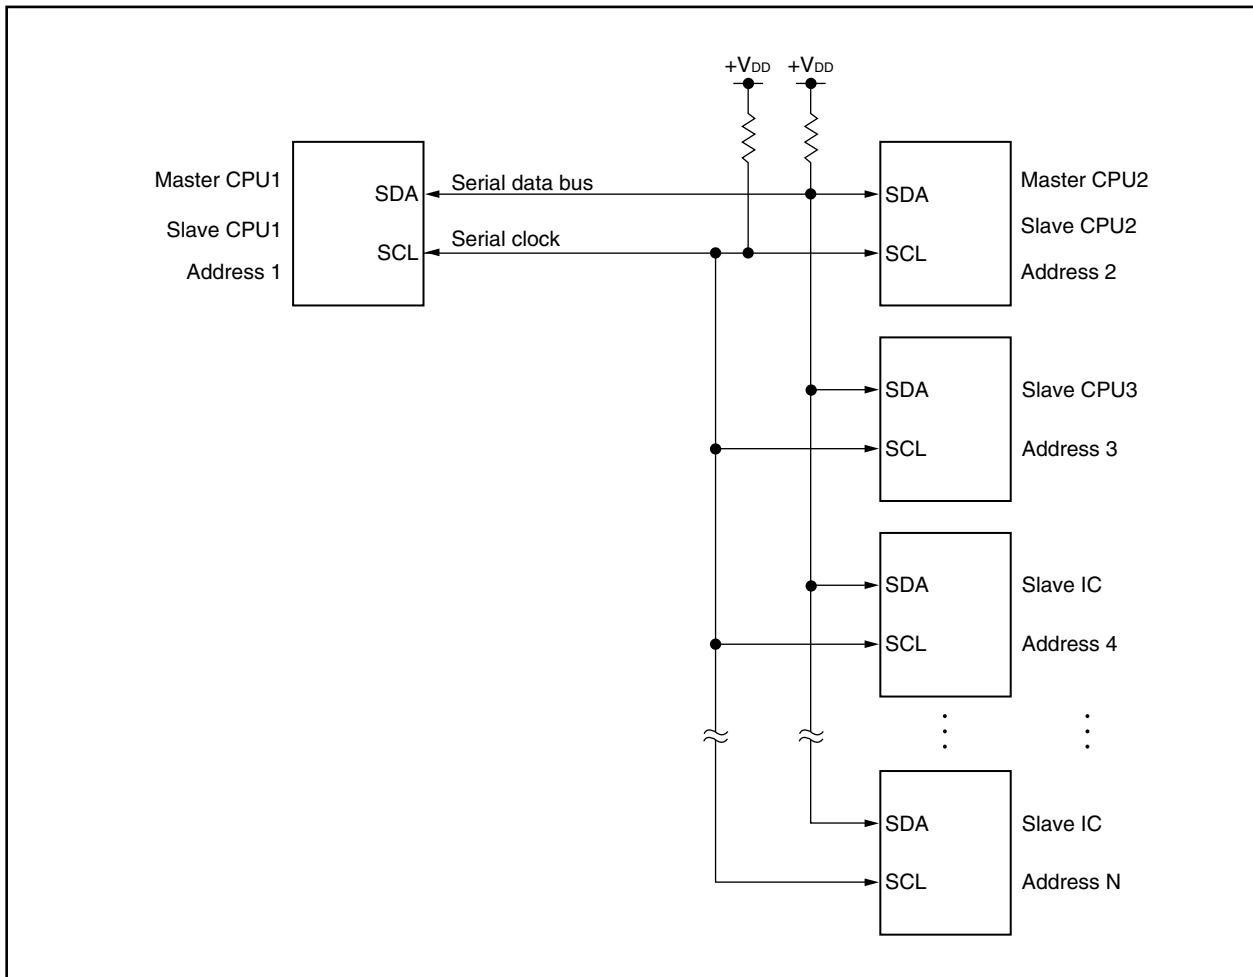 +VDD +VDD
Master CPU1
Slave CPU1
Address 1
SDA
SCL
Serial data bus
Serial clock
SDA
SCL
Master CPU2
Slave CPU2
Address 2
SDA
SCL
Slave CPU3
Address 3
SDA
SCL
Slave IC
Address 4
SDA
SCL
Slave IC
Address N